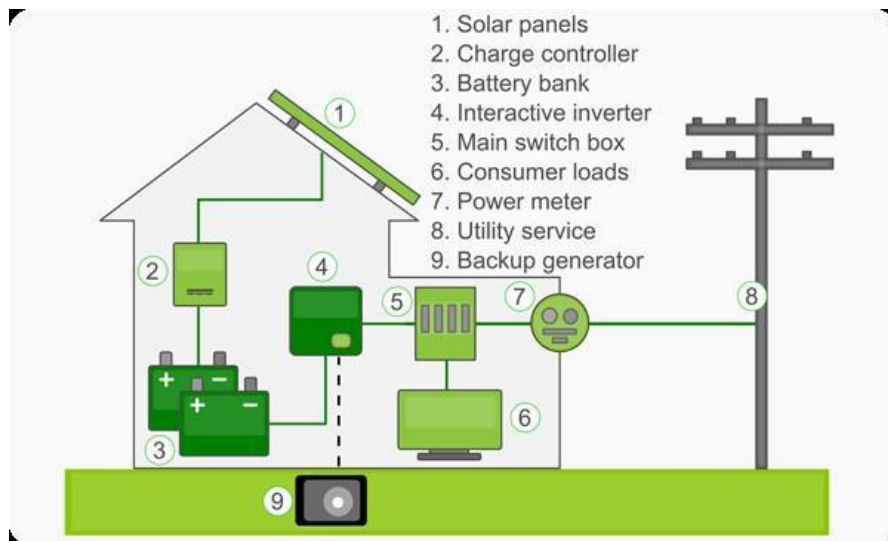 1. Solar panels
2. Charge controller
3. Battery bank
4. Interactive inverter
5. Main switch box
6. Consumer loads
7. Power meter
8. Utility service
9. Backup generator
1
2
4
5
7
8
+ −
+ −
3
6
9